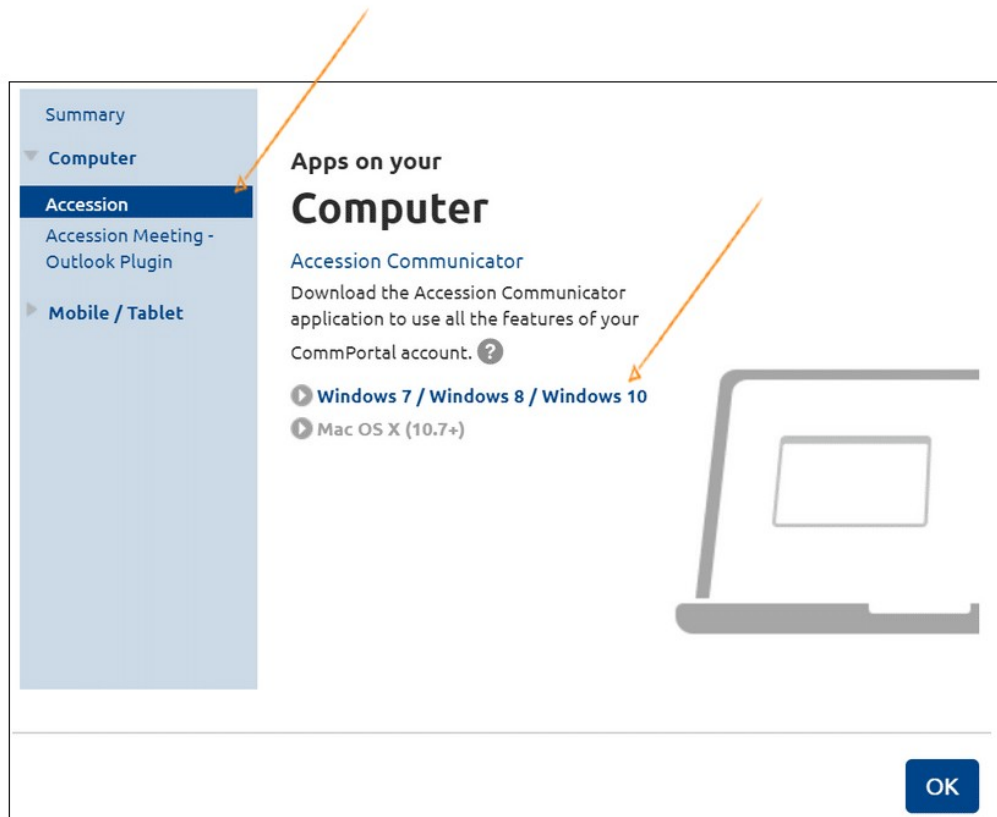 Summary
Computer
Accession
Accession Meeting -
Outlook Plugin
Mobile / Tablet
Apps on your
Computer
Accession Communicator
Download the Accession Communicator
application to use all the features of your
CommPortal account. ?
Windows 7 / Windows 8 / Windows 10
Mac OS X (10.7+)
OK